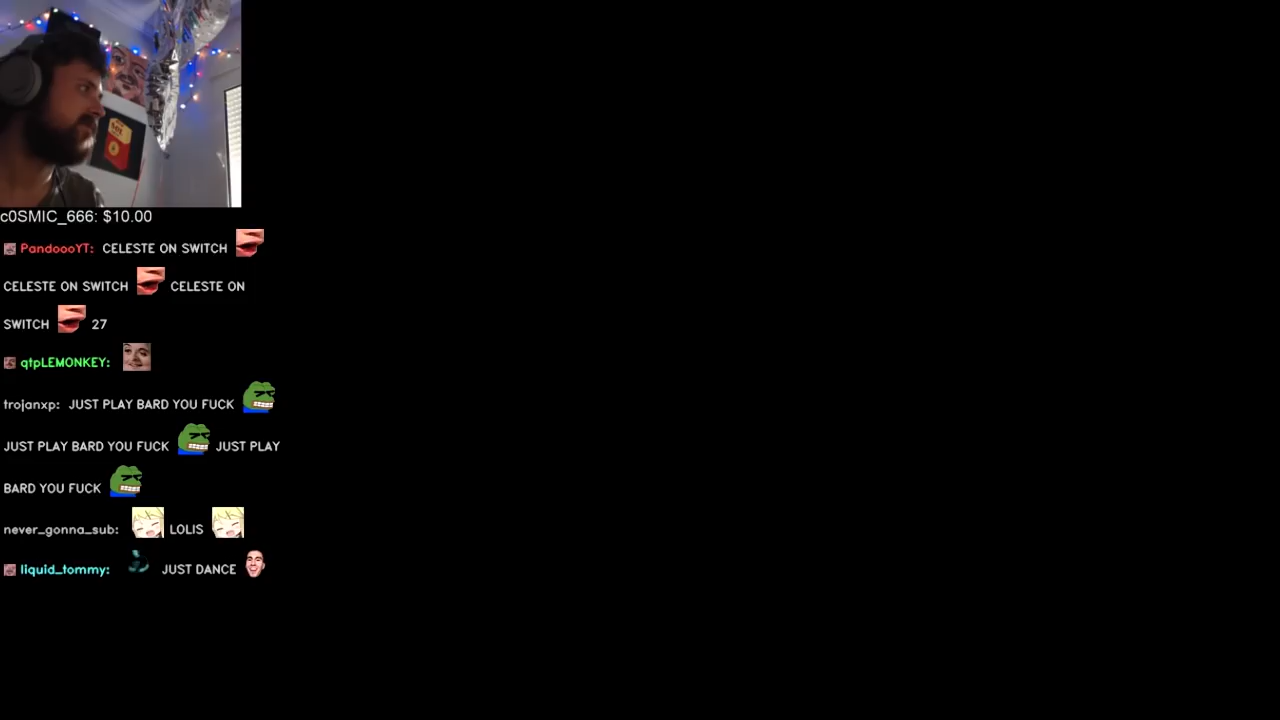 c0SMIC_666: $10.00
PandoooYT: CELESTE ON SWITCH
CELESTE ON SWITCH CELESTE ON
SWITCH 27
qtpLEMONKEY:
trojanxp: JUST PLAY BARD YOU FUCK
JUST PLAY BARD YOU FUCK JUST PLAY
BARD YOU FUCK
never_gonna_sub: LOLIS
liquid_tommy: JUST DANCE